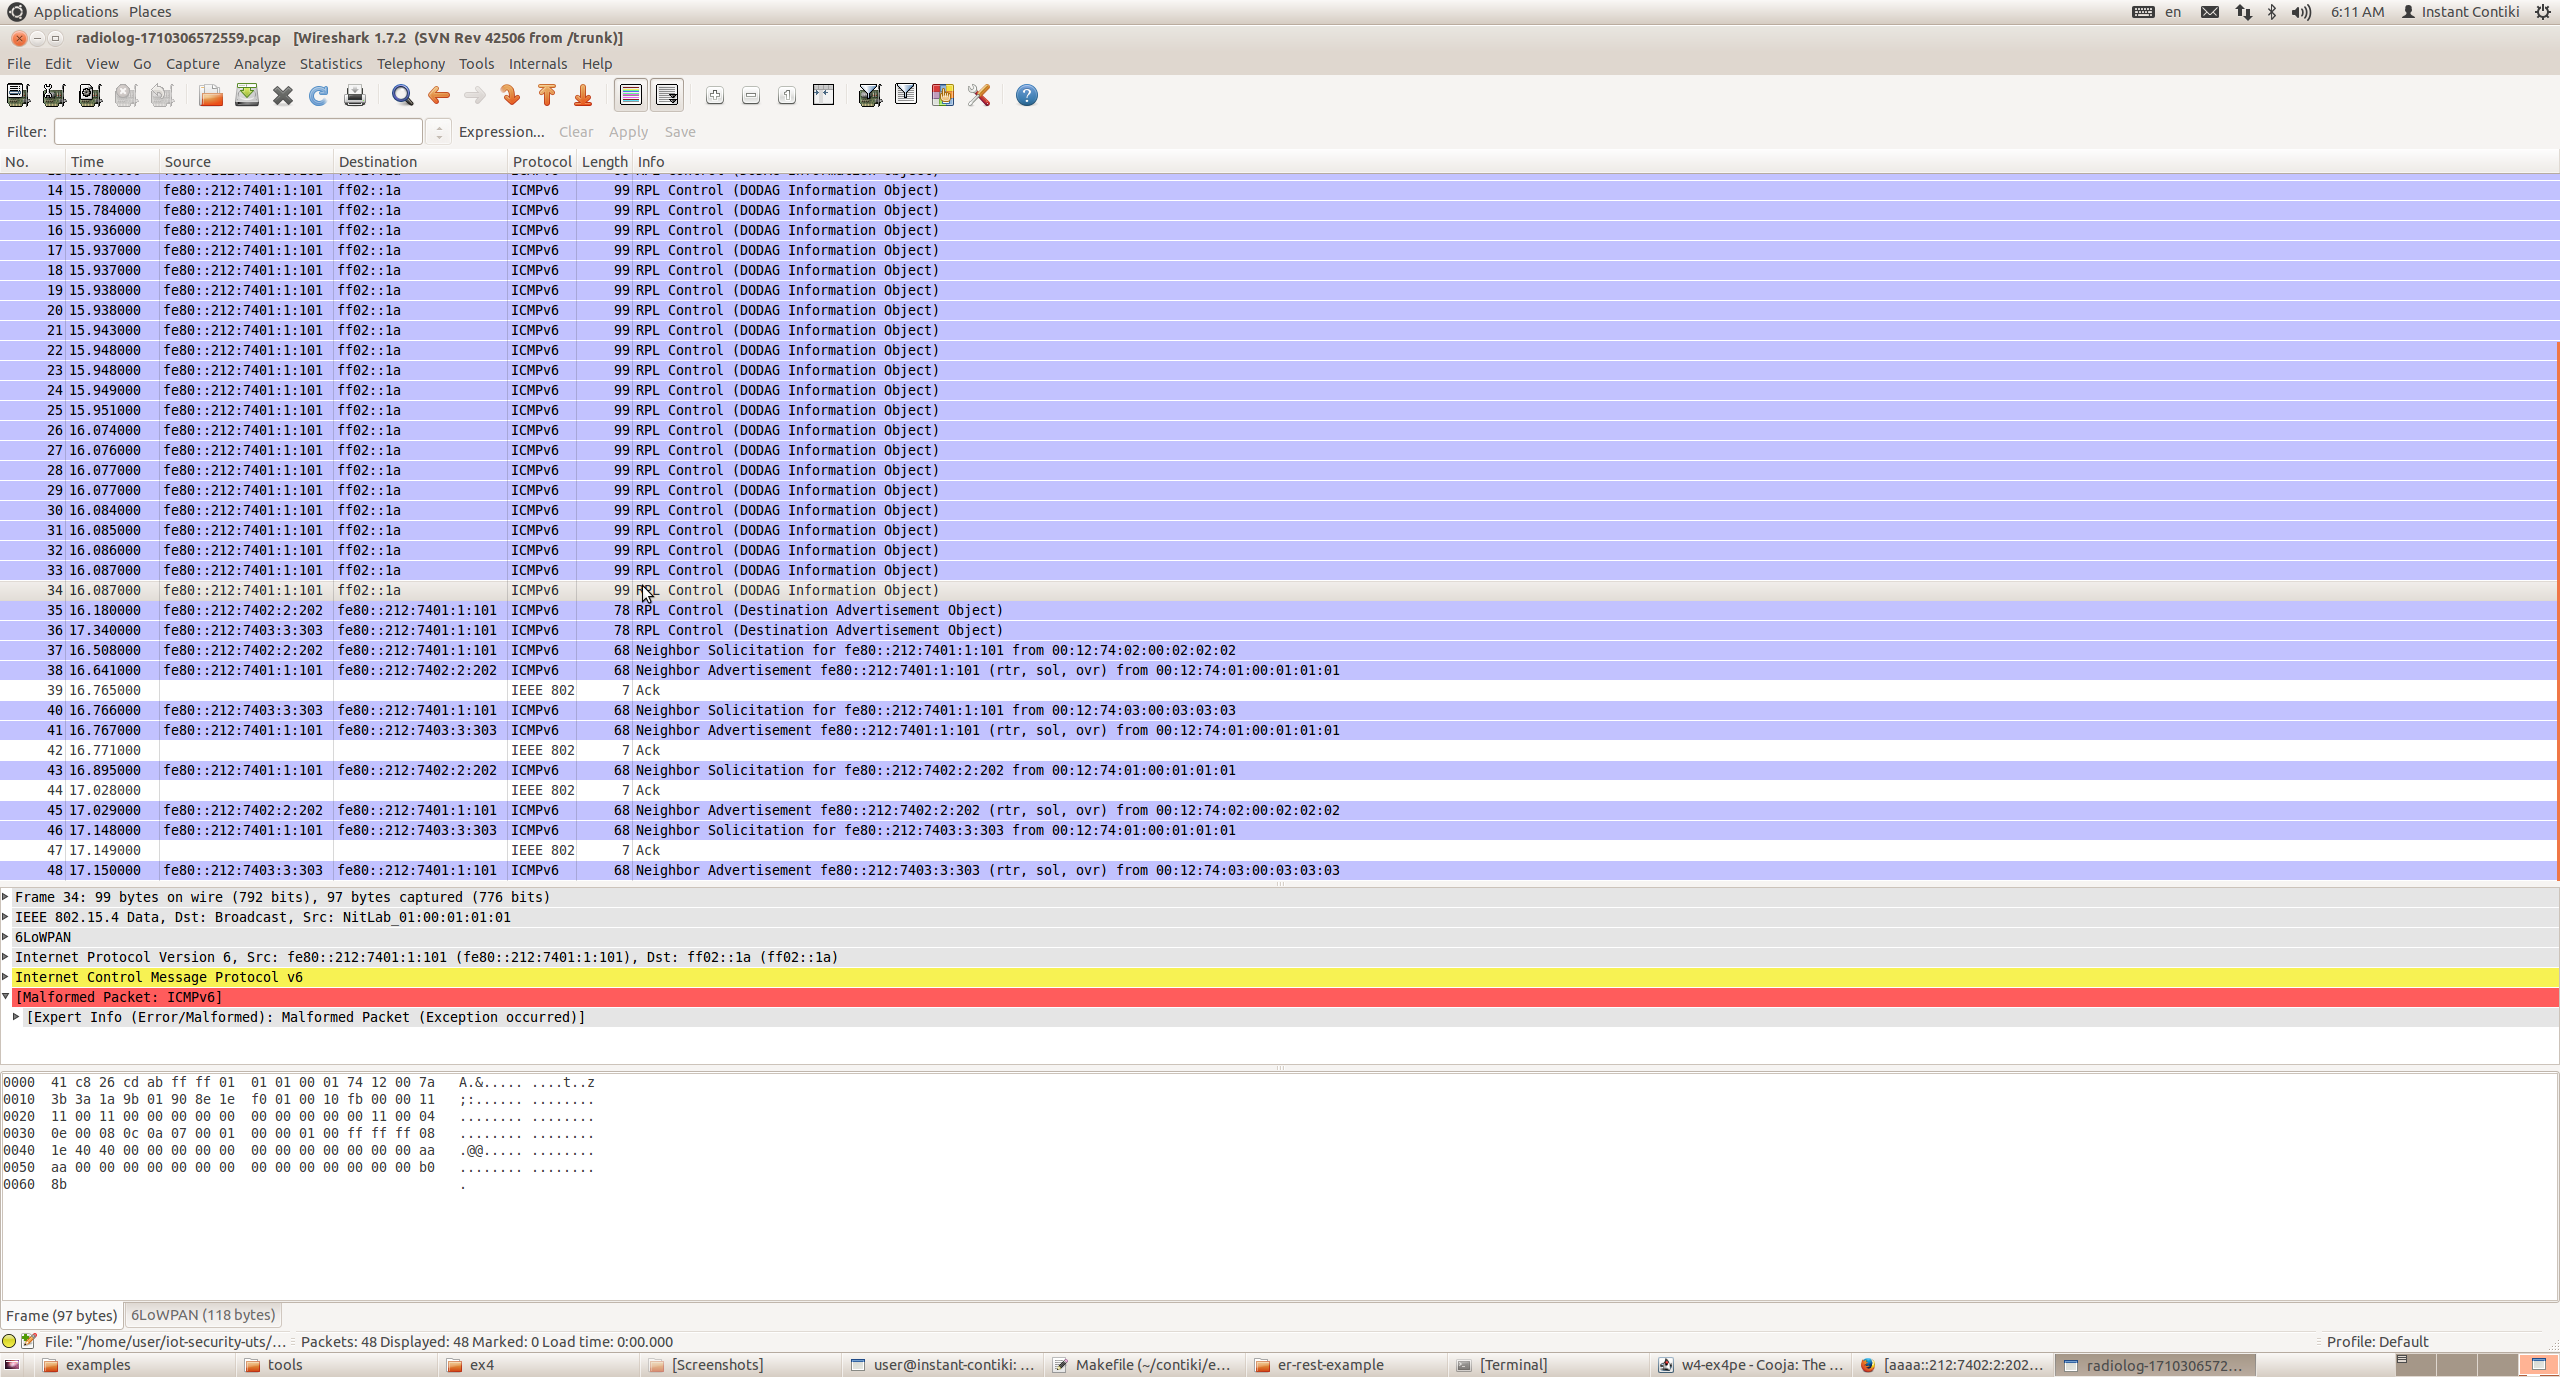 Applications Places en 6:11 AM Instant Contiki
radiolog-1710306572559.pcap [Wireshark 1.7.2 (SVN Rev 42506 from /trunk)]
File Edit View Go Capture Analyze Statistics Telephony Tools Internals Help
Filter: Expression... Clear Apply Save
No. Time Source Destination Protocol Length Info
14 15.780000 fe80::212:7401:1:101 ff02::1a ICMPv6 99 RPL Control (DODAG Information Object)
15 15.784000 fe80::212:7401:1:101 ff02::1a ICMPv6 99 RPL Control (DODAG Information Object)
16 15.936000 fe80::212:7401:1:101 ff02::1a ICMPv6 99 RPL Control (DODAG Information Object)
17 15.937000 fe80::212:7401:1:101 ff02::1a ICMPv6 99 RPL Control (DODAG Information Object)
18 15.937000 fe80::212:7401:1:101 ff02::1a ICMPv6 99 RPL Control (DODAG Information Object)
19 15.938000 fe80::212:7401:1:101 ff02::1a ICMPv6 99 RPL Control (DODAG Information Object)
20 15.938000 fe80::212:7401:1:101 ff02::1a ICMPv6 99 RPL Control (DODAG Information Object)
21 15.943000 fe80::212:7401:1:101 ff02::1a ICMPv6 99 RPL Control (DODAG Information Object)
22 15.948000 fe80::212:7401:1:101 ff02::1a ICMPv6 99 RPL Control (DODAG Information Object)
23 15.948000 fe80::212:7401:1:101 ff02::1a ICMPv6 99 RPL Control (DODAG Information Object)
24 15.949000 fe80::212:7401:1:101 ff02::1a ICMPv6 99 RPL Control (DODAG Information Object)
25 15.951000 fe80::212:7401:1:101 ff02::1a ICMPv6 99 RPL Control (DODAG Information Object)
26 16.074000 fe80::212:7401:1:101 ff02::1a ICMPv6 99 RPL Control (DODAG Information Object)
27 16.076000 fe80::212:7401:1:101 ff02::1a ICMPv6 99 RPL Control (DODAG Information Object)
28 16.077000 fe80::212:7401:1:101 ff02::1a ICMPv6 99 RPL Control (DODAG Information Object)
29 16.077000 fe80::212:7401:1:101 ff02::1a ICMPv6 99 RPL Control (DODAG Information Object)
30 16.084000 fe80::212:7401:1:101 ff02::1a ICMPv6 99 RPL Control (DODAG Information Object)
31 16.085000 fe80::212:7401:1:101 ff02::1a ICMPv6 99 RPL Control (DODAG Information Object)
32 16.086000 fe80::212:7401:1:101 ff02::1a ICMPv6 99 RPL Control (DODAG Information Object)
33 16.087000 fe80::212:7401:1:101 ff02::1a ICMPv6 99 RPL Control (DODAG Information Object)
34 16.087000 fe80::212:7401:1:101 ff02::1a ICMPv6 99 RPL Control (DODAG Information Object)
35 16.180000 fe80::212:7402:2:202 fe80::212:7401:1:101 ICMPv6 78 RPL Control (Destination Advertisement Object)
36 17.340000 fe80::212:7403:3:303 fe80::212:7401:1:101 ICMPv6 78 RPL Control (Destination Advertisement Object)
37 16.508000 fe80::212:7402:2:202 fe80::212:7401:1:101 ICMPv6 68 Neighbor Solicitation for fe80::212:7401:1:101 from 00:12:74:02:00:02:02:02
38 16.641000 fe80::212:7401:1:101 fe80::212:7402:2:202 ICMPv6 68 Neighbor Advertisement fe80::212:7401:1:101 (rtr, sol, ovr) from 00:12:74:01:00:01:01:01
39 16.765000 IEEE 802 7 Ack
40 16.766000 fe80::212:7403:3:303 fe80::212:7401:1:101 ICMPv6 68 Neighbor Solicitation for fe80::212:7401:1:101 from 00:12:74:03:00:03:03:03
41 16.767000 fe80::212:7401:1:101 fe80::212:7403:3:303 ICMPv6 68 Neighbor Advertisement fe80::212:7401:1:101 (rtr, sol, ovr) from 00:12:74:01:00:01:01:01
42 16.771000 IEEE 802 7 Ack
43 16.895000 fe80::212:7401:1:101 fe80::212:7402:2:202 ICMPv6 68 Neighbor Solicitation for fe80::212:7402:2:202 from 00:12:74:01:00:01:01:01
44 17.028000 IEEE 802 7 Ack
45 17.029000 fe80::212:7402:2:202 fe80::212:7401:1:101 ICMPv6 68 Neighbor Advertisement fe80::212:7402:2:202 (rtr, sol, ovr) from 00:12:74:02:00:02:02:02
46 17.148000 fe80::212:7401:1:101 fe80::212:7403:3:303 ICMPv6 68 Neighbor Solicitation for fe80::212:7403:3:303 from 00:12:74:01:00:01:01:01
47 17.149000 IEEE 802 7 Ack
48 17.150000 fe80::212:7403:3:303 fe80::212:7401:1:101 ICMPv6 68 Neighbor Advertisement fe80::212:7403:3:303 (rtr, sol, ovr) from 00:12:74:03:00:03:03:03
Frame 34: 99 bytes on wire (792 bits), 97 bytes captured (776 bits)
IEEE 802.15.4 Data, Dst: Broadcast, Src: NitLab_01:00:01:01:01
6LoWPAN
Internet Protocol Version 6, Src: fe80::212:7401:1:101 (fe80::212:7401:1:101), Dst: ff02::1a (ff02::1a)
Internet Control Message Protocol v6
[Malformed Packet: ICMPv6]
[Expert Info (Error/Malformed): Malformed Packet (Exception occurred)]
0000 41 c8 26 cd ab ff ff 01 01 01 00 01 74 12 00 7a A.&..... ....t..z
0010 3b 3a 1a 9b 01 90 8e 1e f0 01 00 10 fb 00 00 11 ;:...... ........
0020 11 00 11 00 00 00 00 00 00 00 00 00 00 11 00 04 ........ ........
0030 0e 00 08 0c 0a 07 00 01 00 00 01 00 ff ff ff 08 ........ ........
0040 1e 40 40 00 00 00 00 00 00 00 00 00 00 00 00 aa .@@..... ........
0050 aa 00 00 00 00 00 00 00 00 00 00 00 00 00 00 b0 ........ ........
0060 8b .
Frame (97 bytes) 6LoWPAN (118 bytes)
File: "/home/user/iot-security-uts/... Packets: 48 Displayed: 48 Marked: 0 Load time: 0:00.000 Profile: Default
examples tools ex4 [Screenshots] user@instant-contiki: ... Makefile (~/contiki/e... er-rest-example [Terminal] w4-ex4pe - Cooja: The ... [aaaa::212:7402:2:202... radiolog-1710306572...